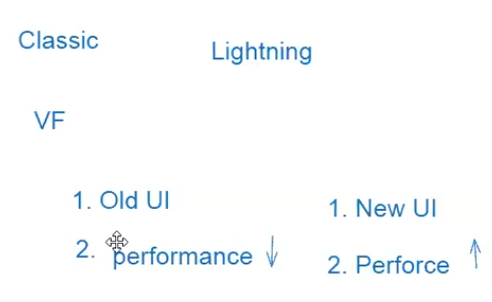 Classic
Lightning
VF
1. Old UI
2. performance
1. New UI
2. Perforce